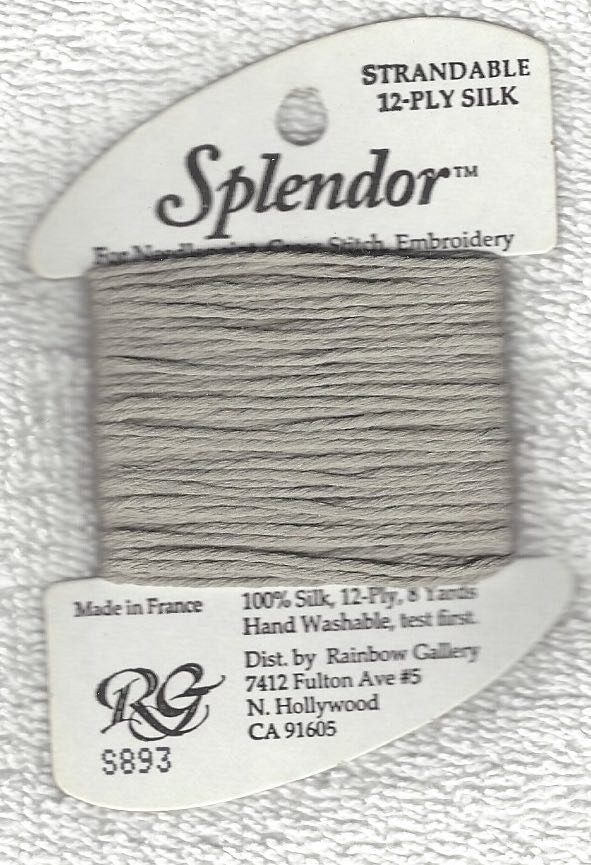 STRANDABLE
12-PLY SILK
Splendor™
For Needlepoint, Cross Stitch, Embroidery
Made in France
100% Silk, 12-Ply, 8 Yards
Hand Washable, test first.
Dist. by Rainbow Gallery
7412 Fulton Ave #5
N. Hollywood
CA 91605
RG
S893